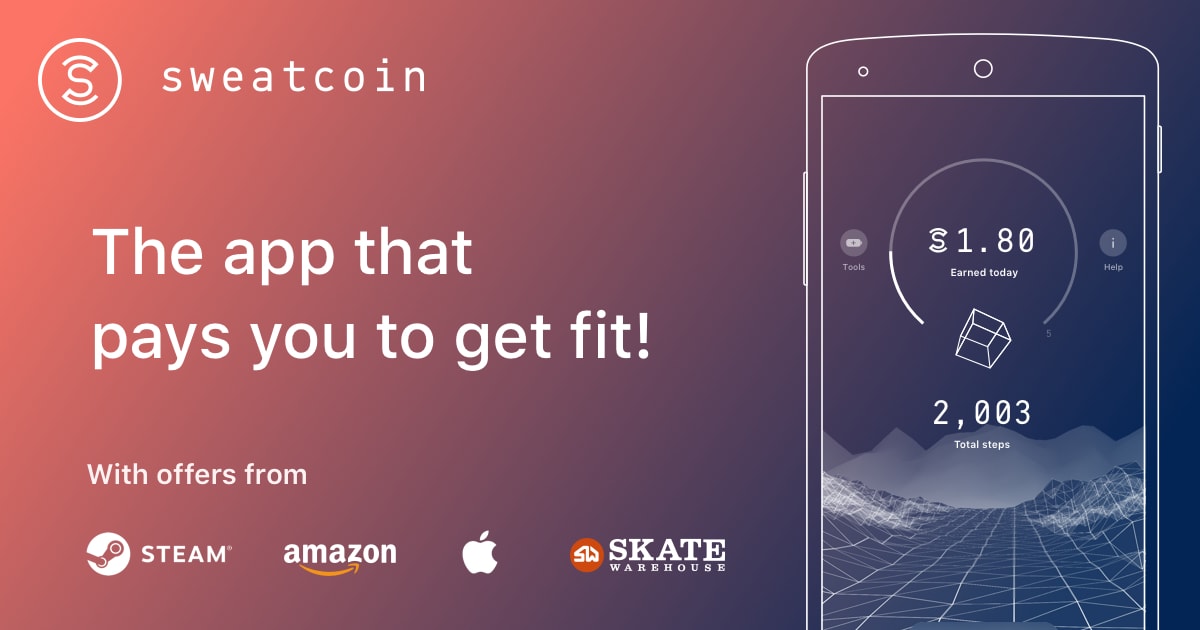 sweatcoin
The app that
pays you to get fit!
With offers from
STEAM®
amazon
SW SKATE
WAREHOUSE
S 1.80
Earned today
Tools
i
Help
5
2,003
Total steps